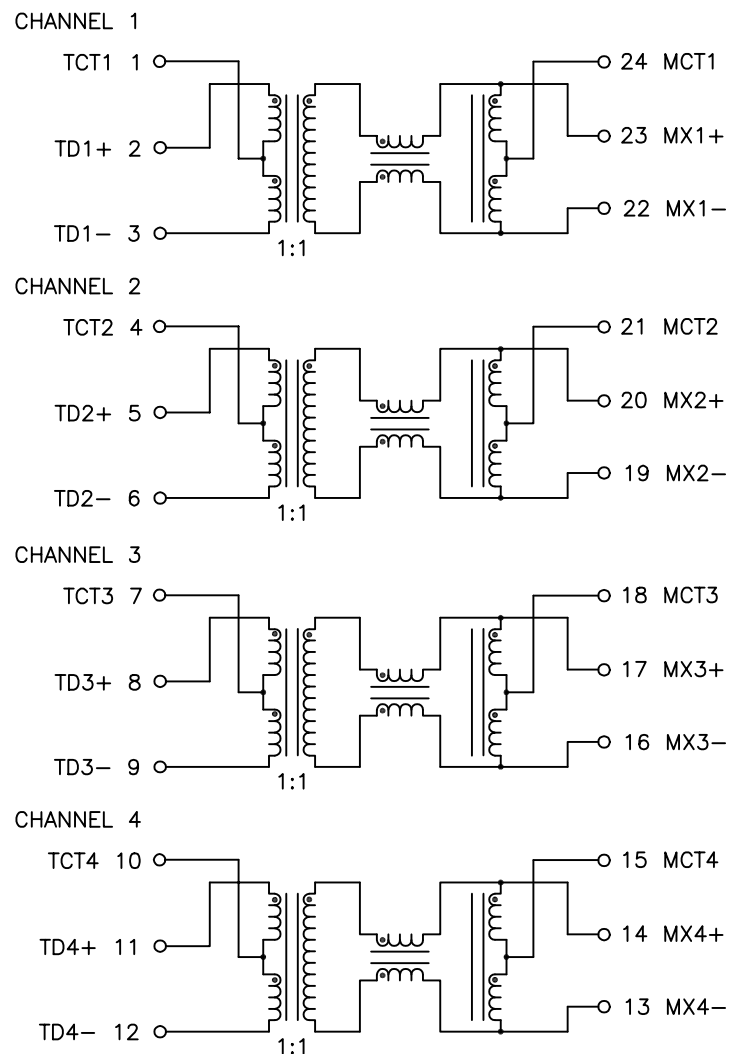 CHANNEL 1
TCT1 1
24 MCT1
TD1+ 2
23 MX1+
22 MX1−
TD1− 3
1:1
CHANNEL 2
TCT2 4
21 MCT2
TD2+ 5
20 MX2+
19 MX2−
TD2− 6
1:1
CHANNEL 3
TCT3 7
18 MCT3
TD3+ 8
17 MX3+
16 MX3−
TD3− 9
1:1
CHANNEL 4
TCT4 10
15 MCT4
TD4+ 11
14 MX4+
13 MX4−
TD4− 12
1:1